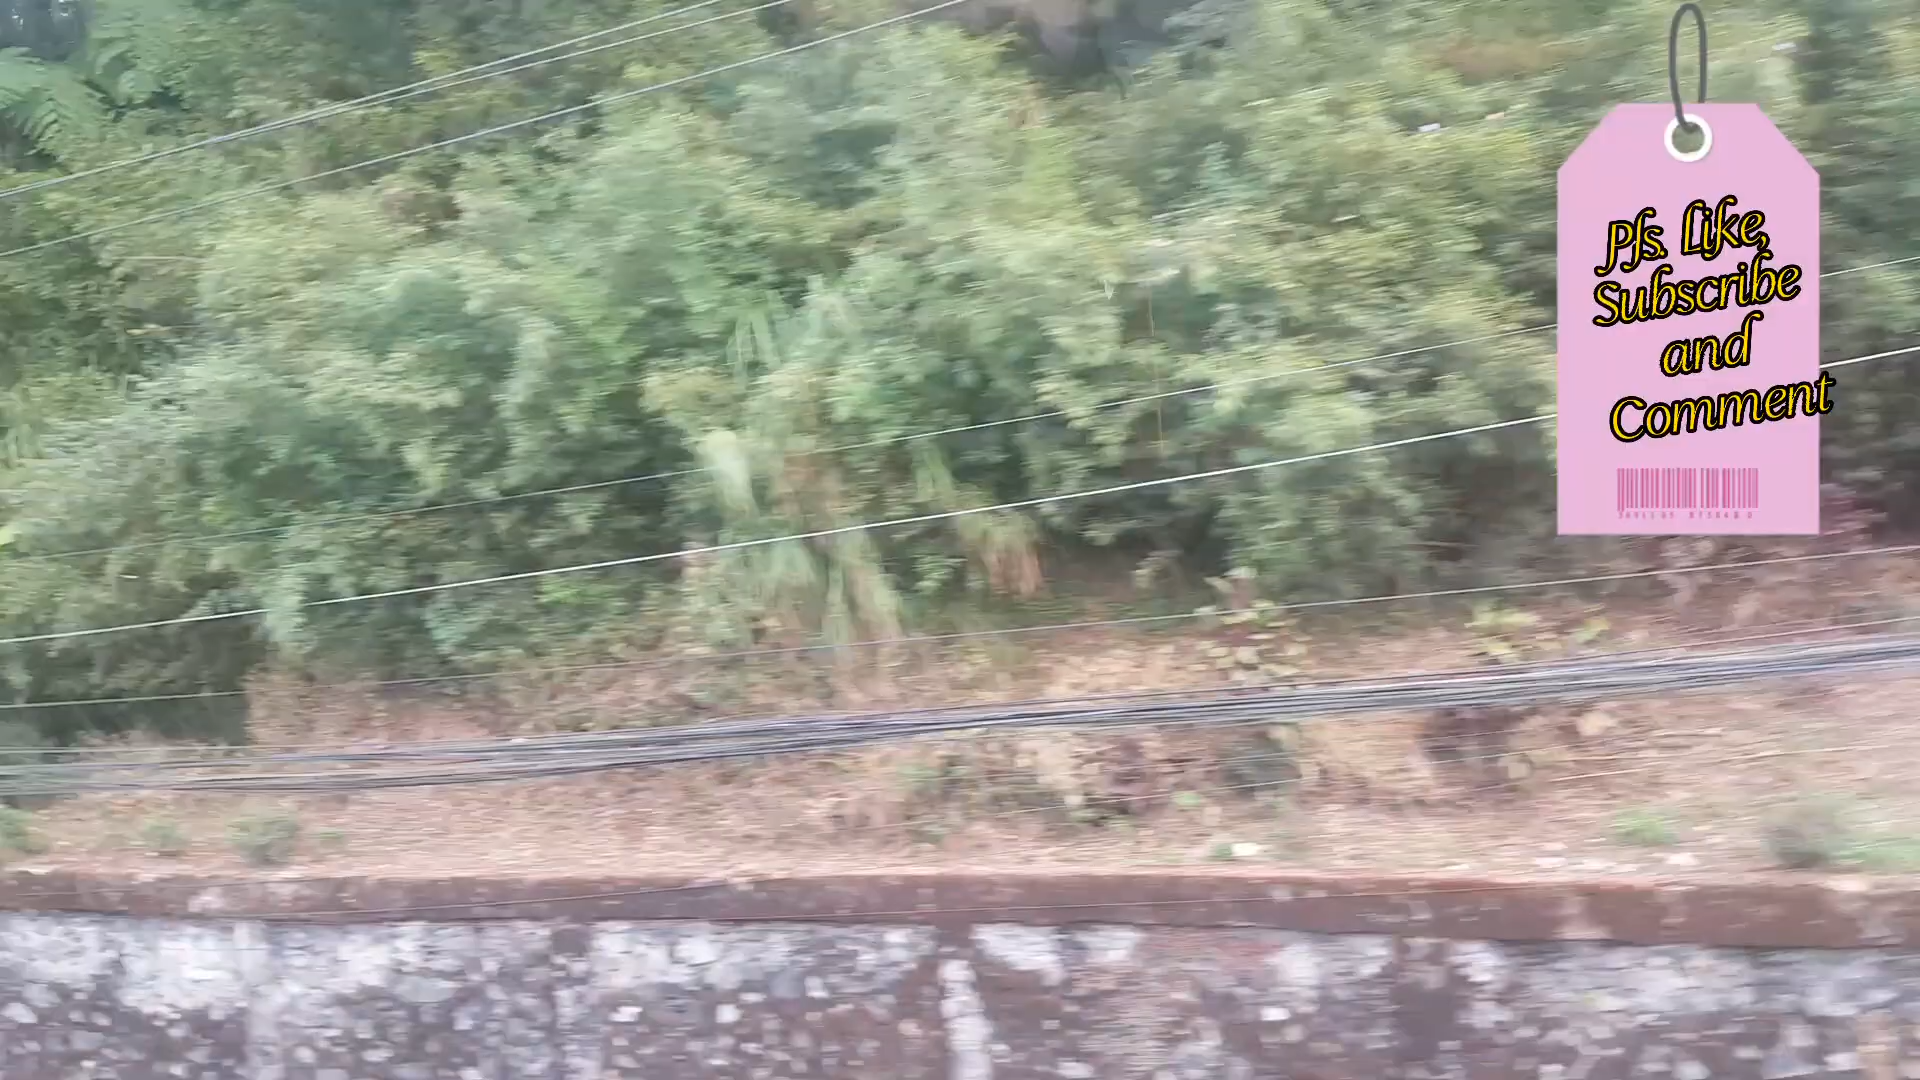 Pls. Like,
Subscribe
and
Comment